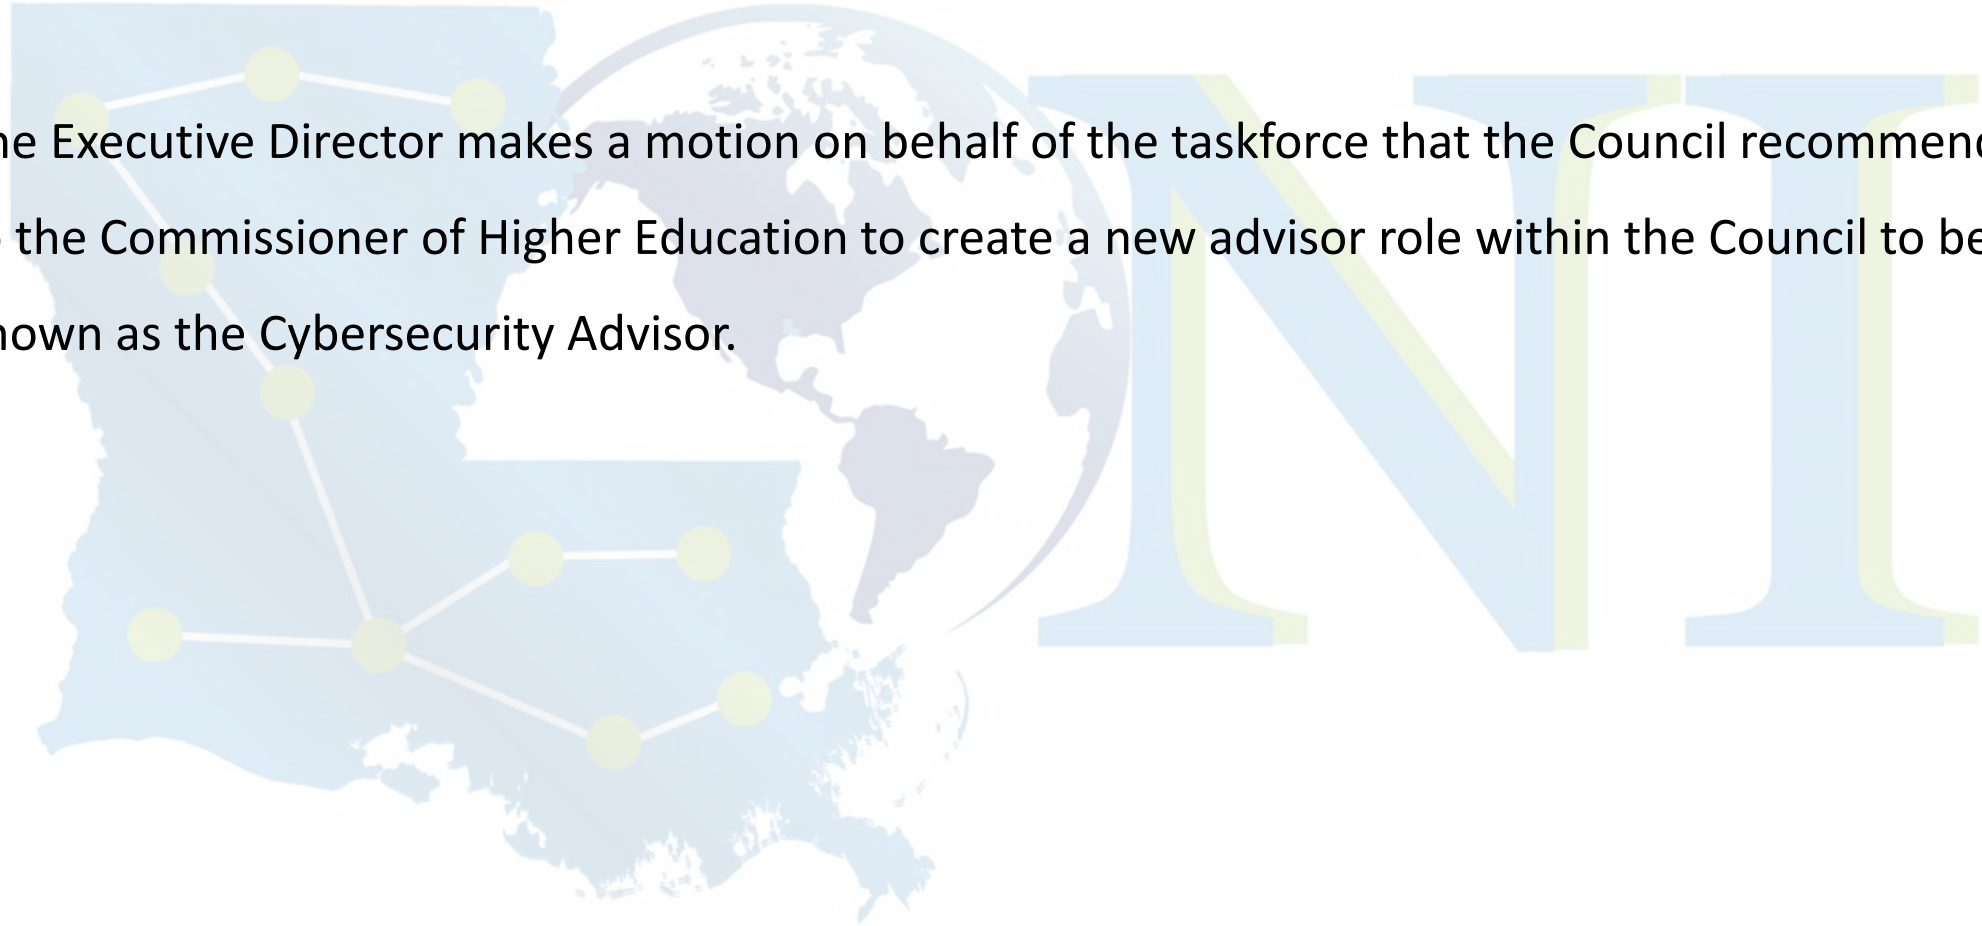 he Executive Director makes a motion on behalf of the taskforce that the Council recommend
the Commissioner of Higher Education to create a new advisor role within the Council to be
nown as the Cybersecurity Advisor.
NI